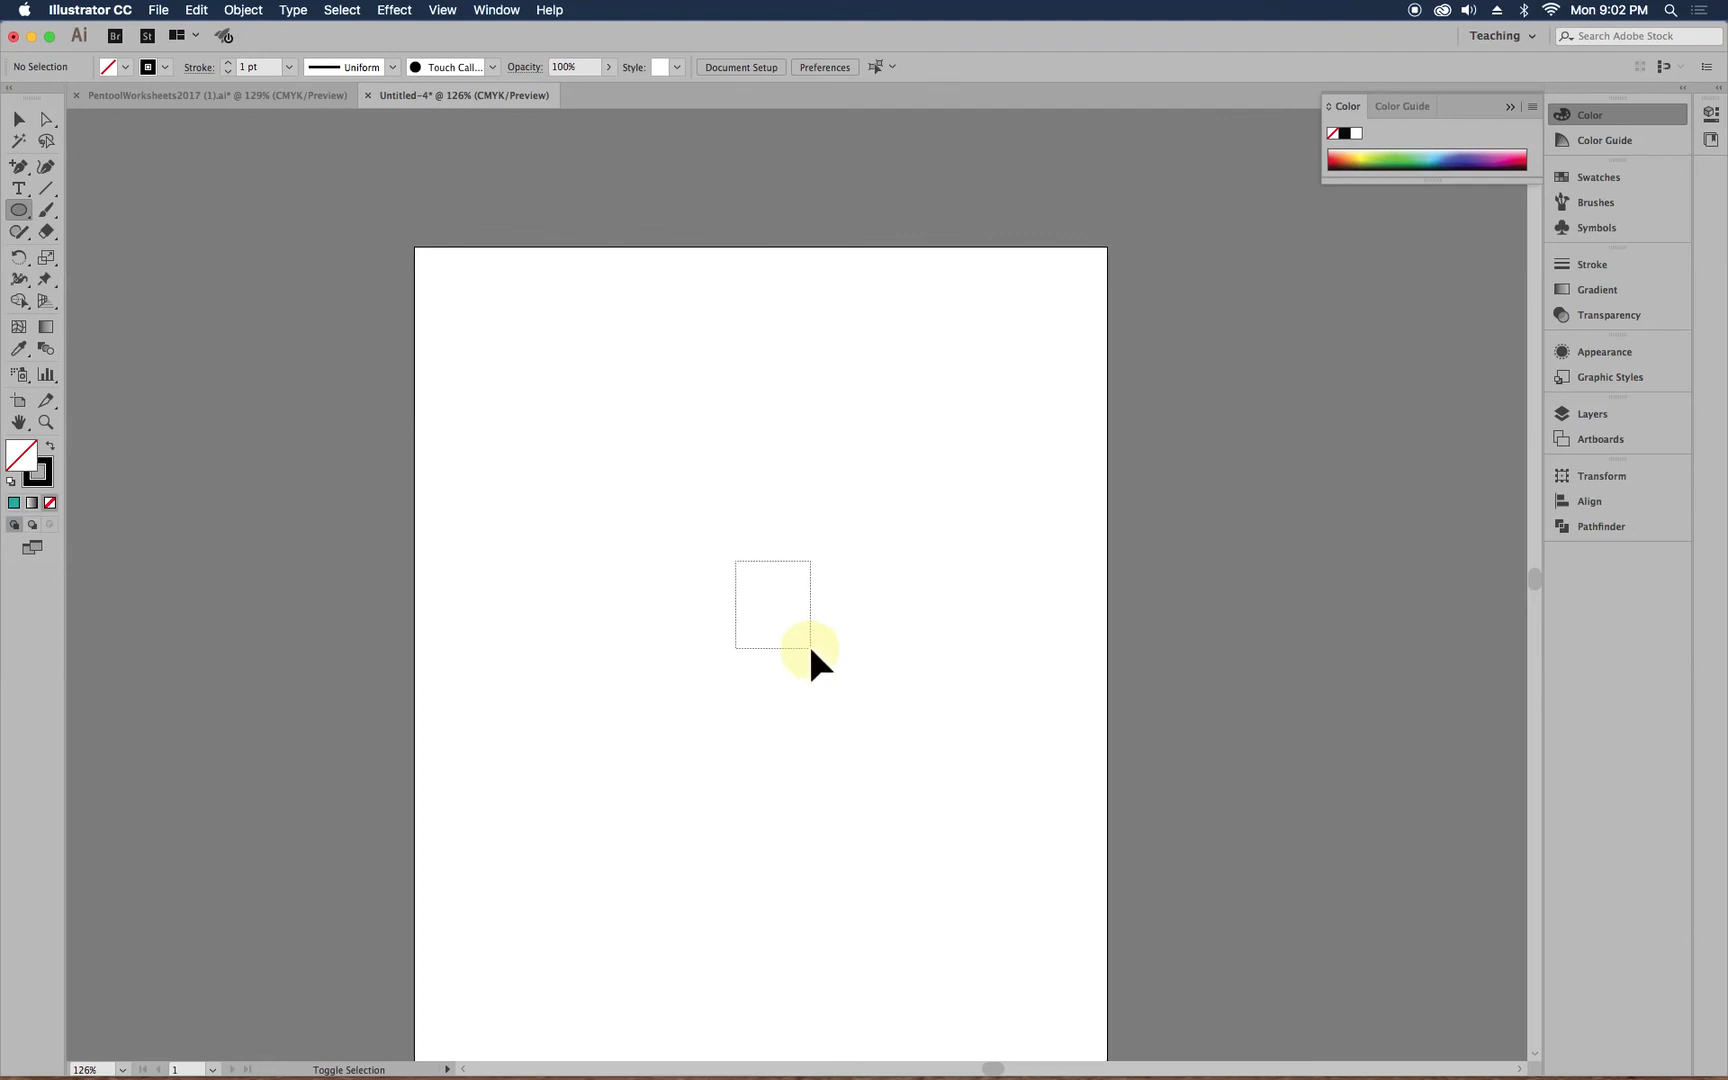 Illustrator CC File Edit Object Type Select Effect View Window Help Mon 9:02 PM
Ai Br St Teaching Search Adobe Stock
No Selection Stroke: 1 pt Uniform Touch Call... Opacity: 100% Style: Document Setup Preferences
PentoolWorksheets2017 (1).ai* @ 129% (CMYK/Preview) Untitled-4* @ 126% (CMYK/Preview)
Color Color Guide
Color
Color Guide
Swatches
Brushes
Symbols
Stroke
Gradient
Transparency
Appearance
Graphic Styles
Layers
Artboards
Transform
Align
Pathfinder
T
126% 1 Toggle Selection